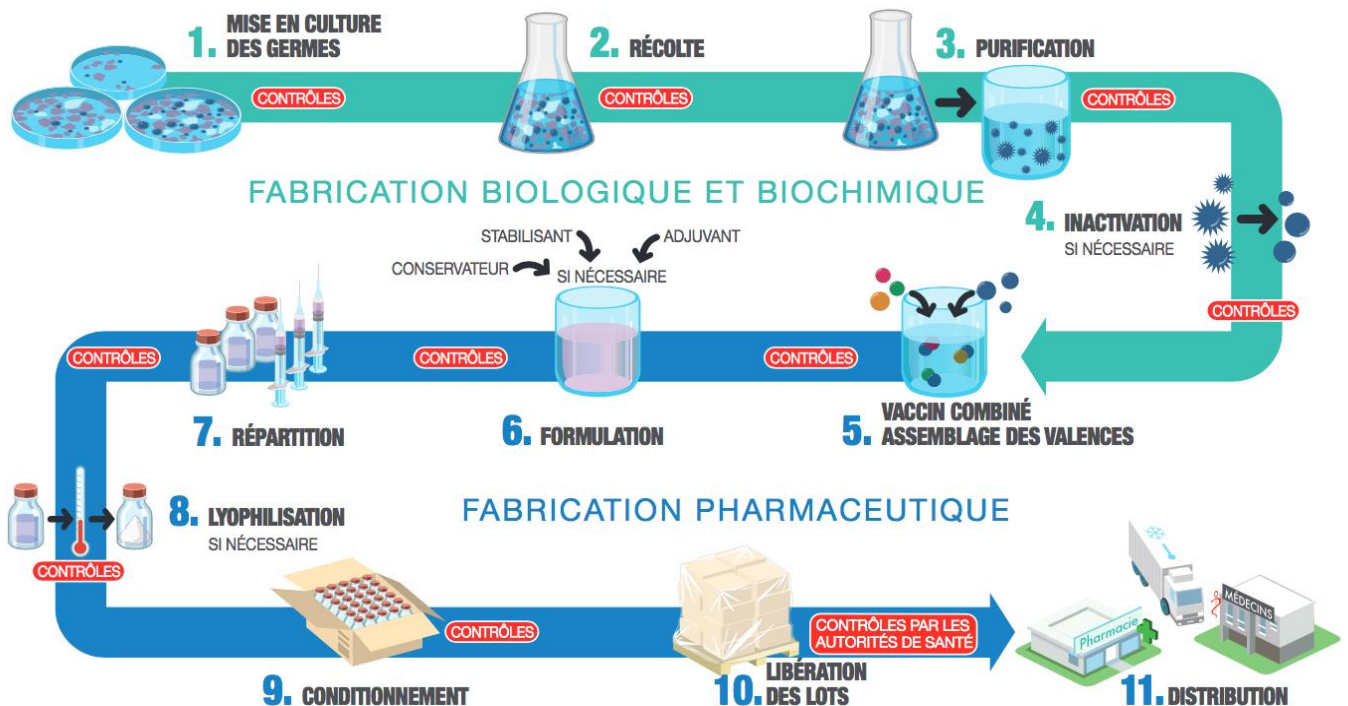 1. MISE EN CULTURE
DES GERMES
CONTRÔLES
2. RÉCOLTE
CONTRÔLES
3. PURIFICATION
CONTRÔLES
FABRICATION BIOLOGIQUE ET BIOCHIMIQUE
4. INACTIVATION
SI NÉCESSAIRE
CONTRÔLES
5. VACCIN COMBINÉ
ASSEMBLAGE DES VALENCES
CONTRÔLES
STABILISANT
ADJUVANT
CONSERVATEUR
SI NÉCESSAIRE
6. FORMULATION
CONTRÔLES
7. RÉPARTITION
CONTRÔLES
FABRICATION PHARMACEUTIQUE
8. LYOPHILISATION
SI NÉCESSAIRE
CONTRÔLES
9. CONDITIONNEMENT
CONTRÔLES
10. LIBÉRATION
DES LOTS
CONTRÔLES PAR LES
AUTORITÉS DE SANTÉ
Pharmacie
MÉDECINS
11. DISTRIBUTION